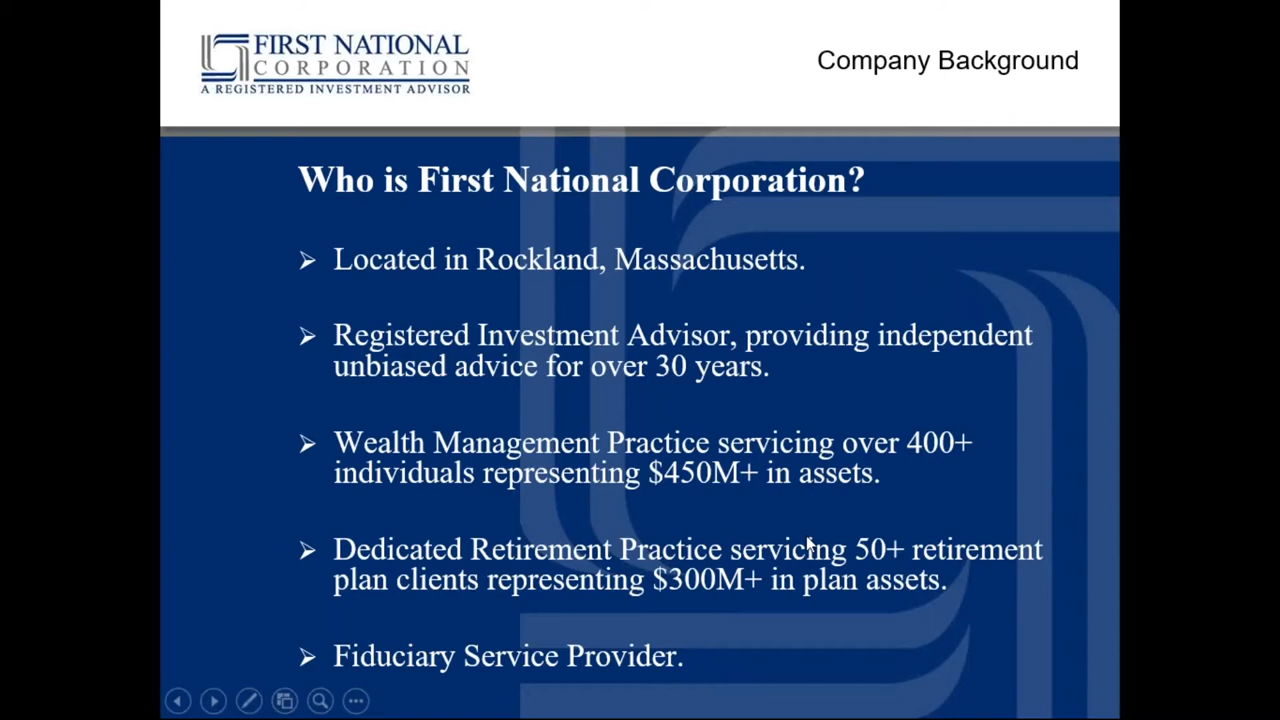 FIRST NATIONAL
CORPORATION
A REGISTERED INVESTMENT ADVISOR
Company Background
Who is First National Corporation?
Located in Rockland, Massachusetts.
Registered Investment Advisor, providing independent
unbiased advice for over 30 years.
Wealth Management Practice servicing over 400+
individuals representing $450M+ in assets.
Dedicated Retirement Practice servicing 50+ retirement
plan clients representing $300M+ in plan assets.
Fiduciary Service Provider.